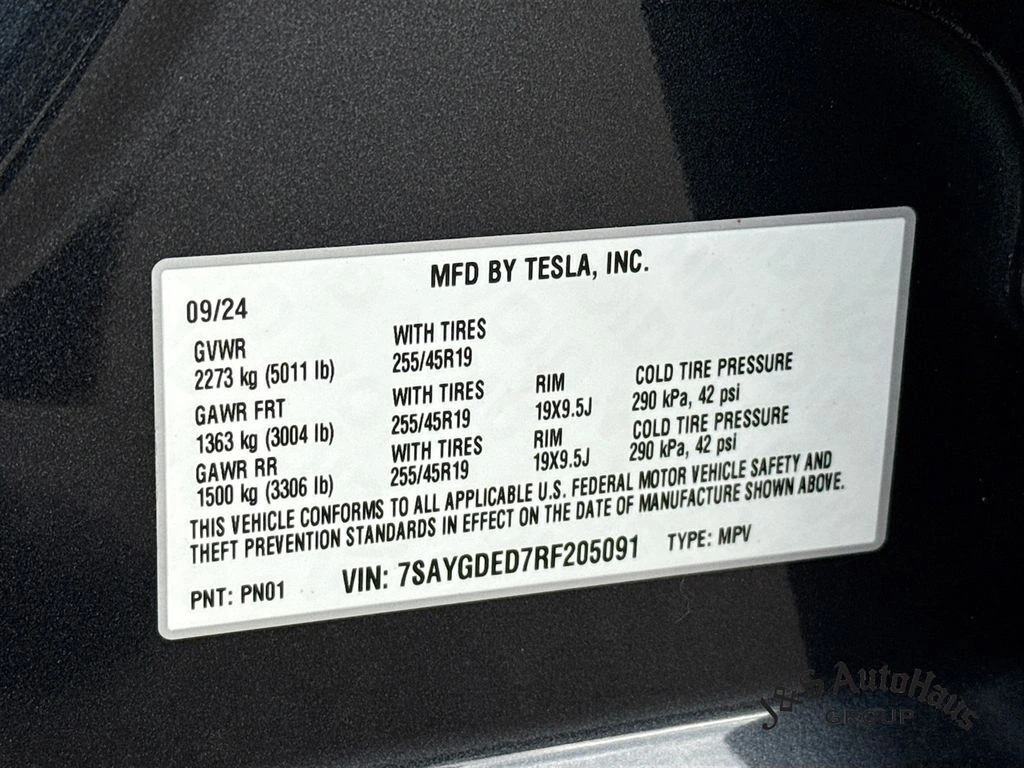 MFD BY TESLA, INC.
09/24
GVWR WITH TIRES
2273 kg (5011 lb) 255/45R19
GAWR FRT WITH TIRES RIM COLD TIRE PRESSURE
1363 kg (3004 lb) 255/45R19 19X9.5J 290 kPa, 42 psi
GAWR RR WITH TIRES RIM COLD TIRE PRESSURE
1500 kg (3306 lb) 255/45R19 19X9.5J 290 kPa, 42 psi
THIS VEHICLE CONFORMS TO ALL APPLICABLE U.S. FEDERAL MOTOR VEHICLE SAFETY AND
THEFT PREVENTION STANDARDS IN EFFECT ON THE DATE OF MANUFACTURE SHOWN ABOVE.
PNT: PN01 VIN: 7SAYGDED7RF205091 TYPE: MPV
J&S AutoHaus
GROUP